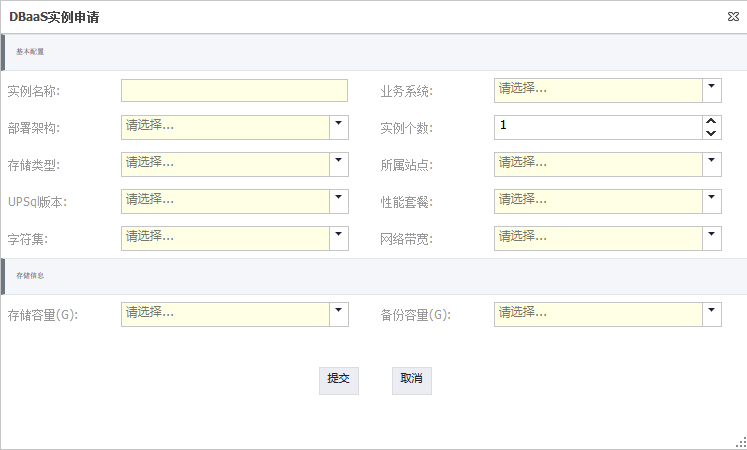 DBaaS实例申请
基本配置
实例名称: 业务系统: 请选择...
部署架构: 请选择... 实例个数: 1
存储类型: 请选择... 所属站点: 请选择...
UPSql版本: 请选择... 性能套餐: 请选择...
字符集: 请选择... 网络带宽: 请选择...
存储信息
存储容量(G): 请选择... 备份容量(G): 请选择...
提交 取消